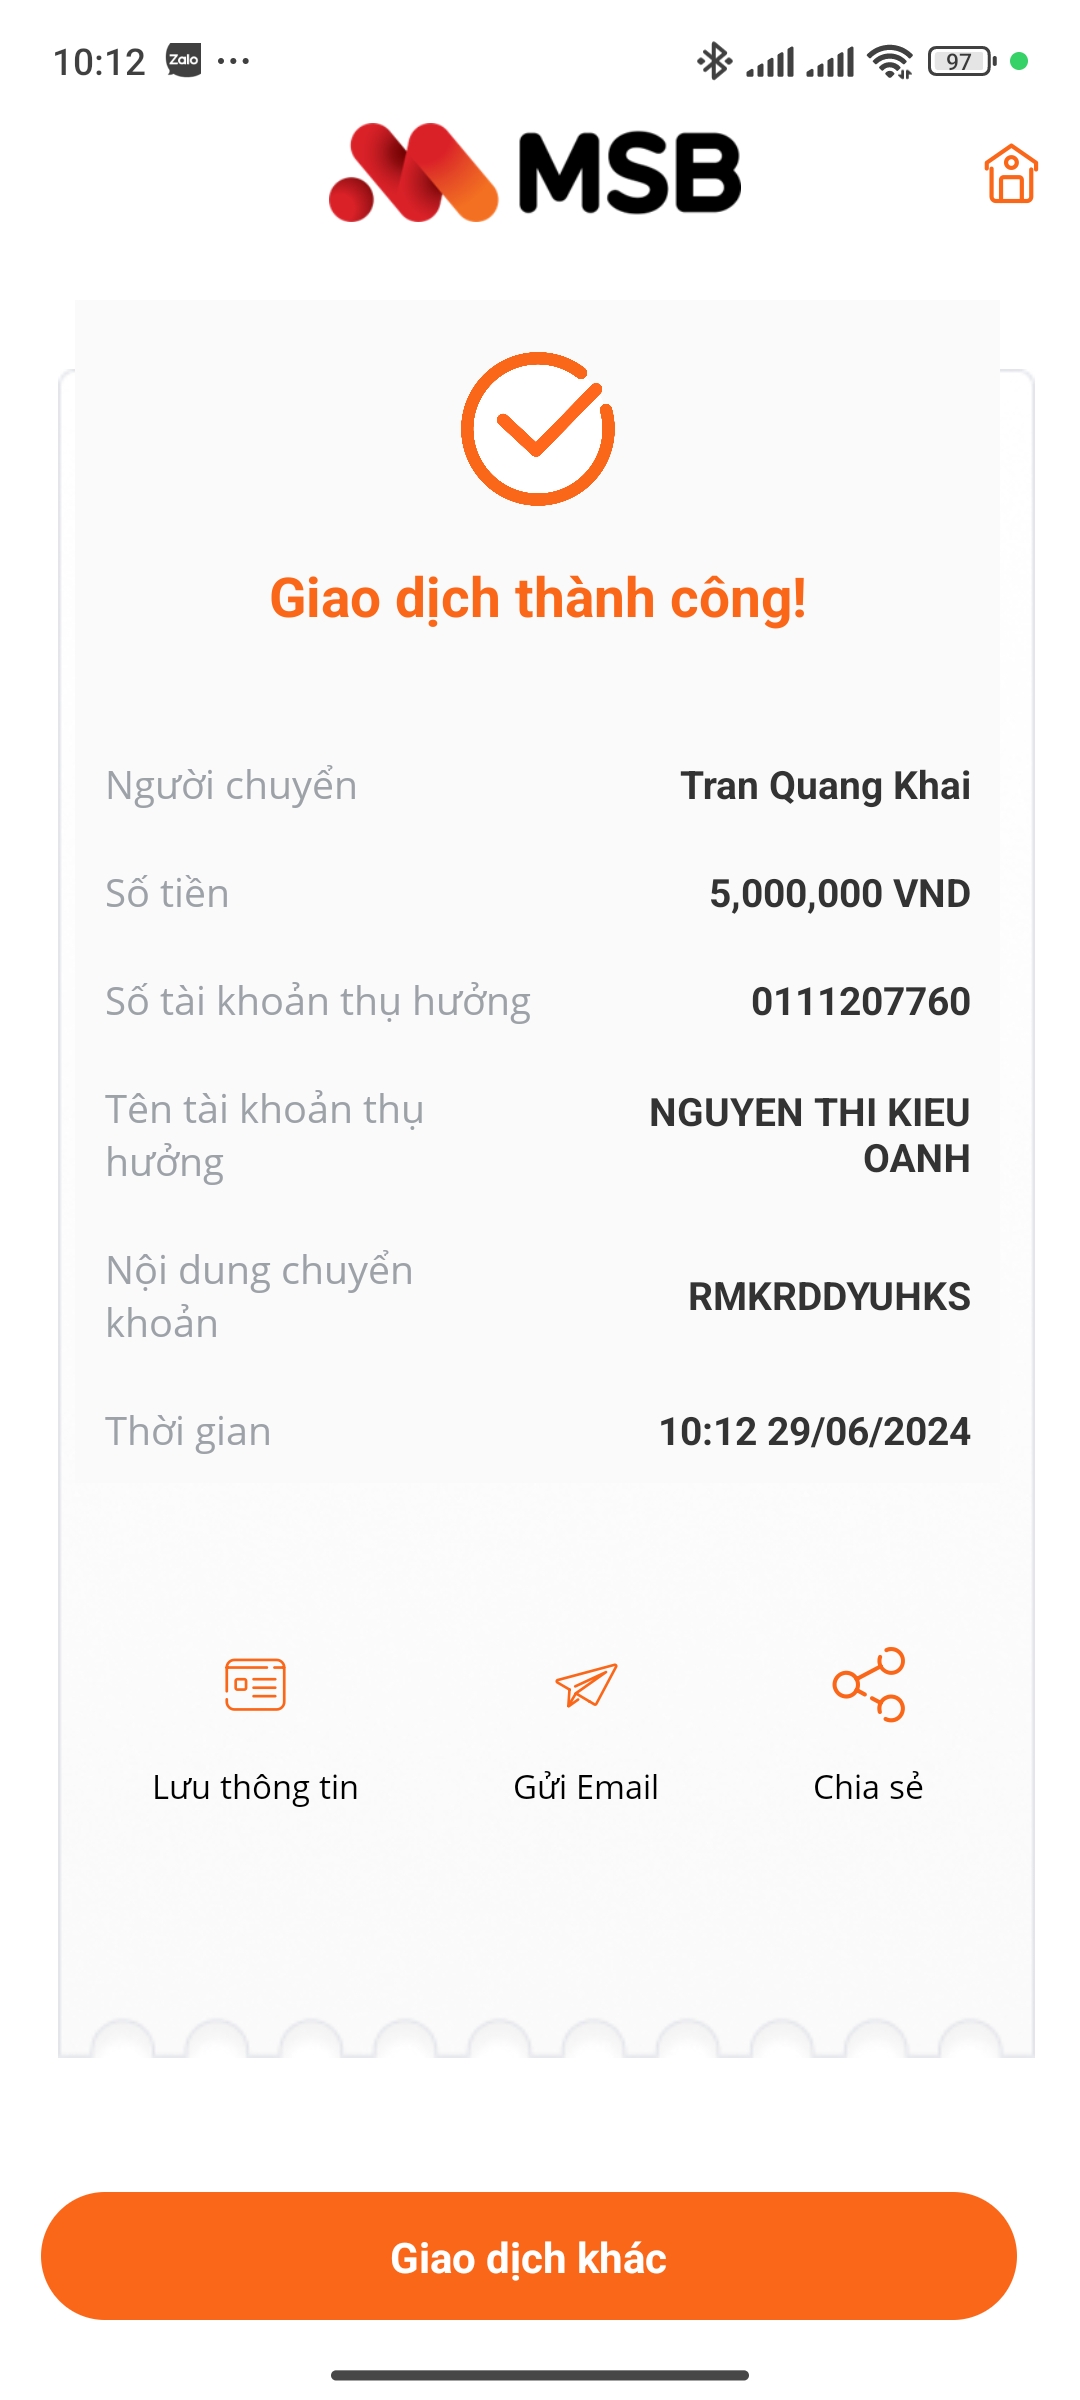 10:12 Zalo ... 97
MSB
Giao dịch thành công!
Người chuyển Tran Quang Khai
Số tiền 5,000,000 VND
Số tài khoản thụ hưởng 0111207760
Tên tài khoản thụ
hưởng
NGUYEN THI KIEU
OANH
Nội dung chuyển
khoản
RMKRDDYUHKS
Thời gian 10:12 29/06/2024
Lưu thông tin Gửi Email Chia sẻ
Giao dịch khác